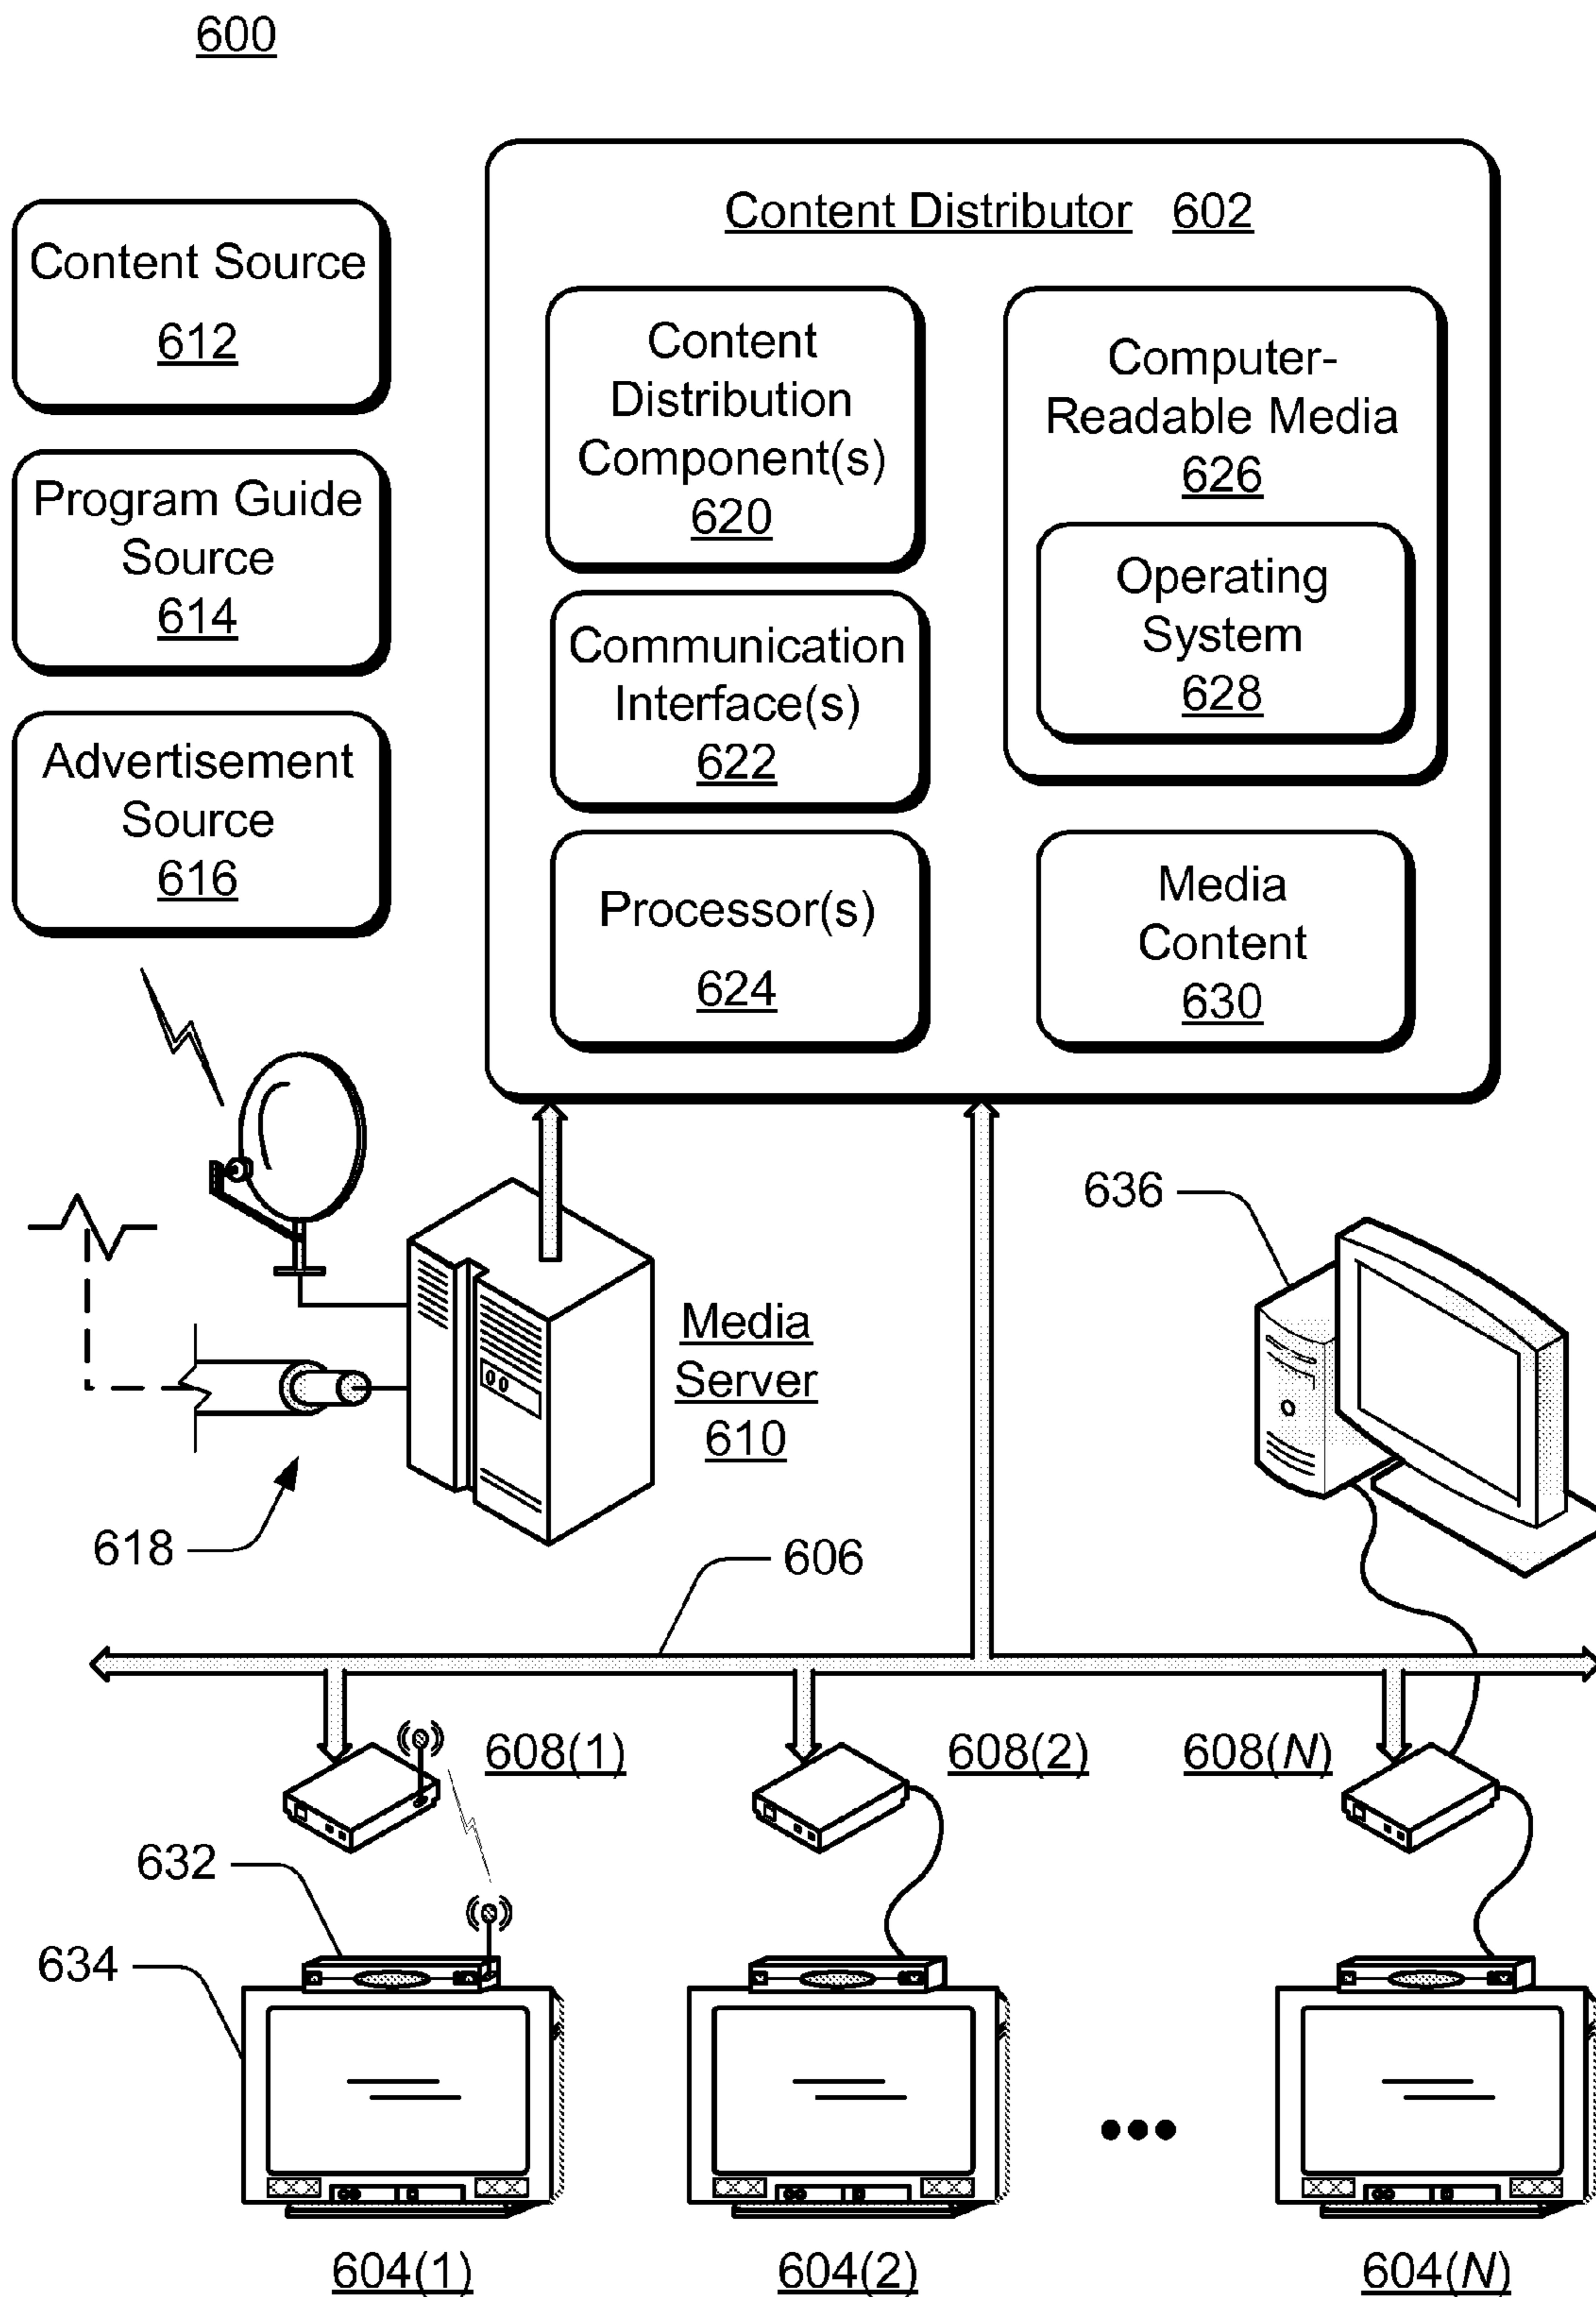 600
Content Source
612
Program Guide
Source
614
Advertisement
Source
616
Content Distributor 602
Content
Distribution
Component(s)
620
Communication
Interface(s)
622
Processor(s)
624
Computer-
Readable Media
626
Operating
System
628
Media
Content
630
636
Media
Server
610
618
606
608(1)
608(2)
608(N)
632
634
604(1)
604(2)
604(N)